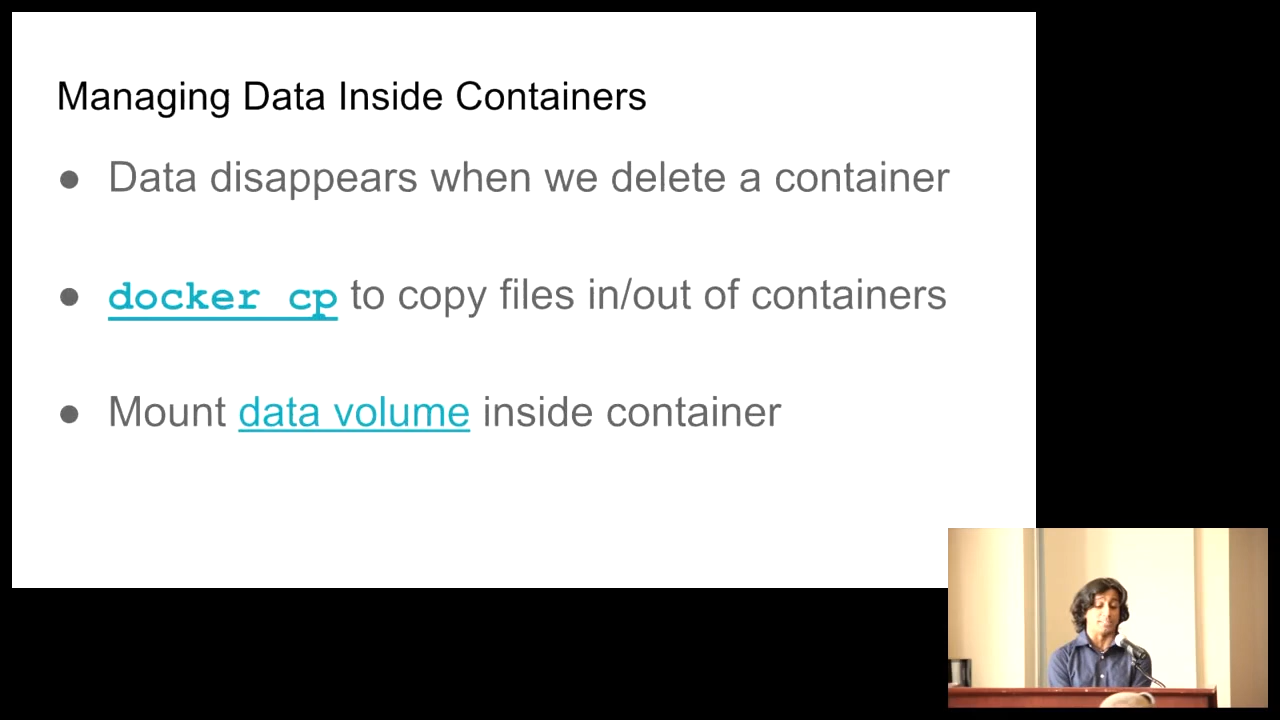 Managing Data Inside Containers
● Data disappears when we delete a container
● docker cp to copy files in/out of containers
● Mount data volume inside container